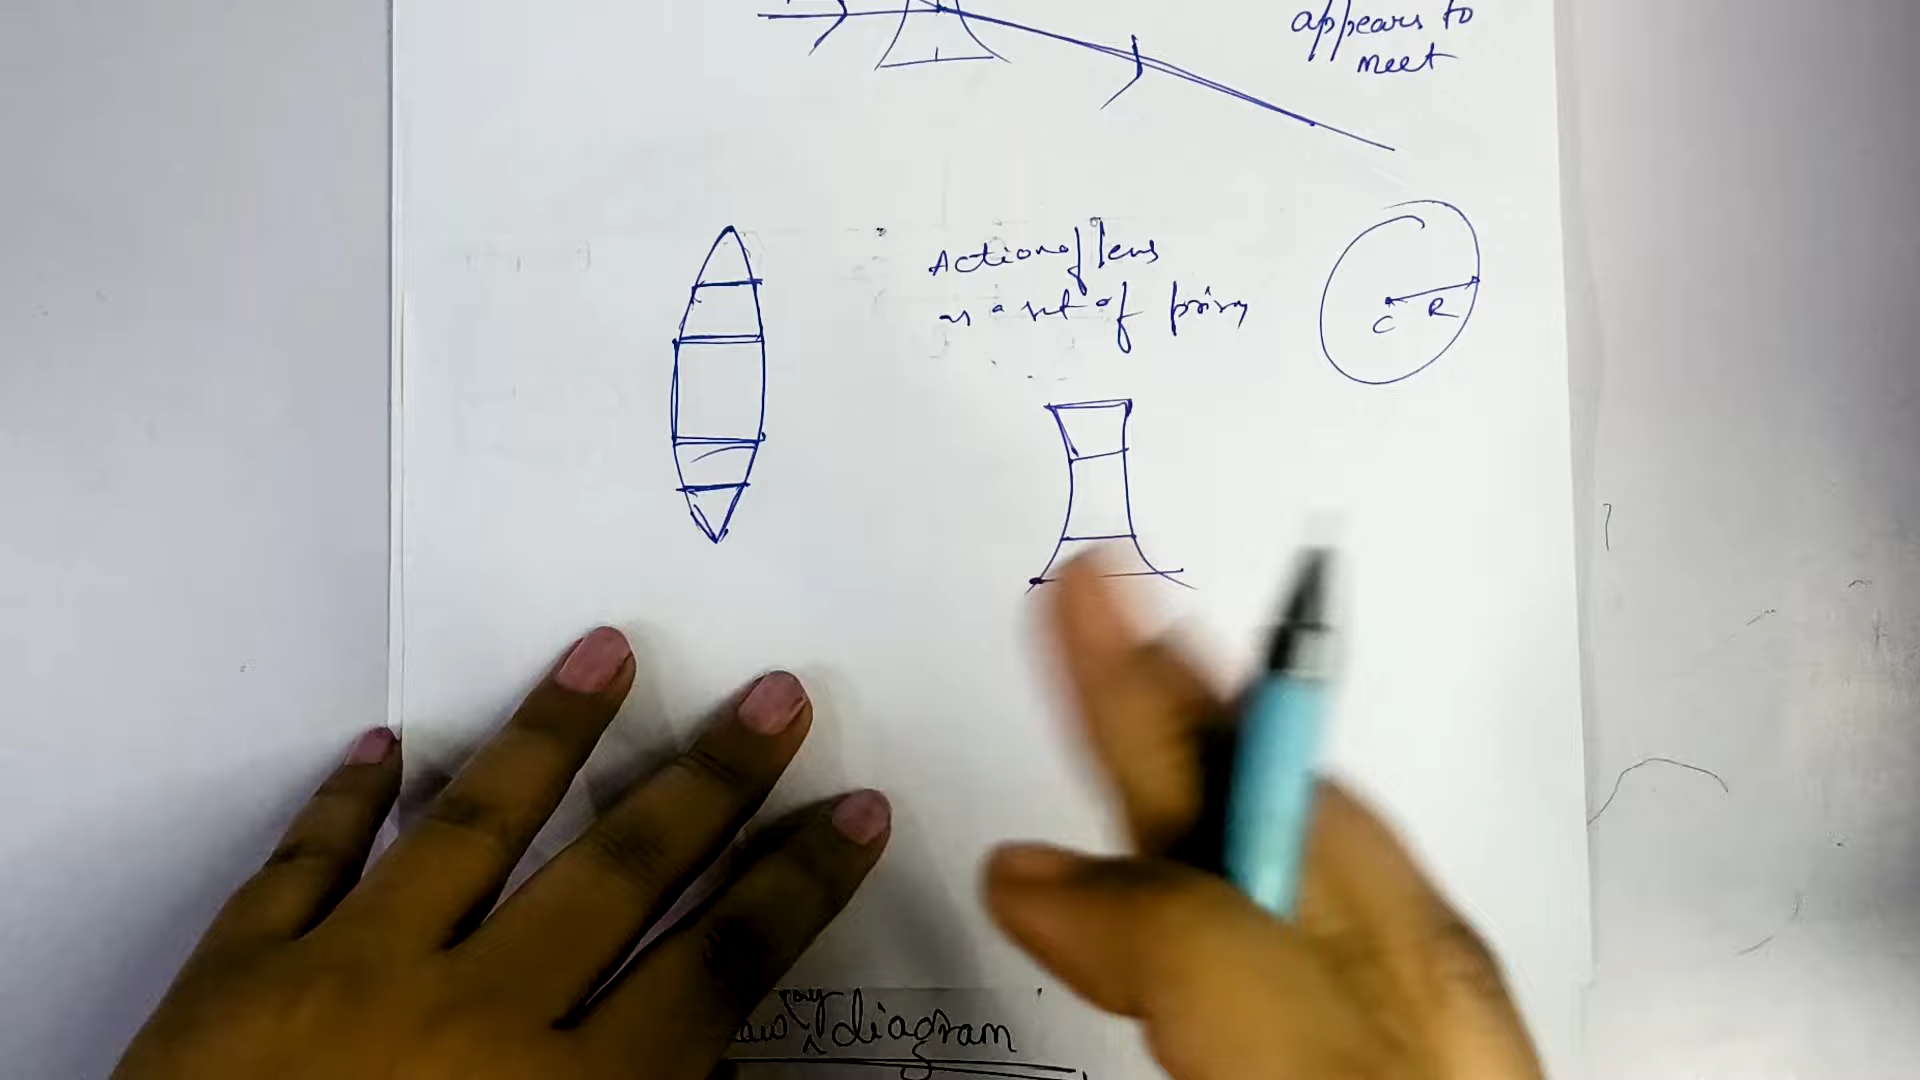 appears to
meet
Action of lens
as a set of prism
C R
diagram